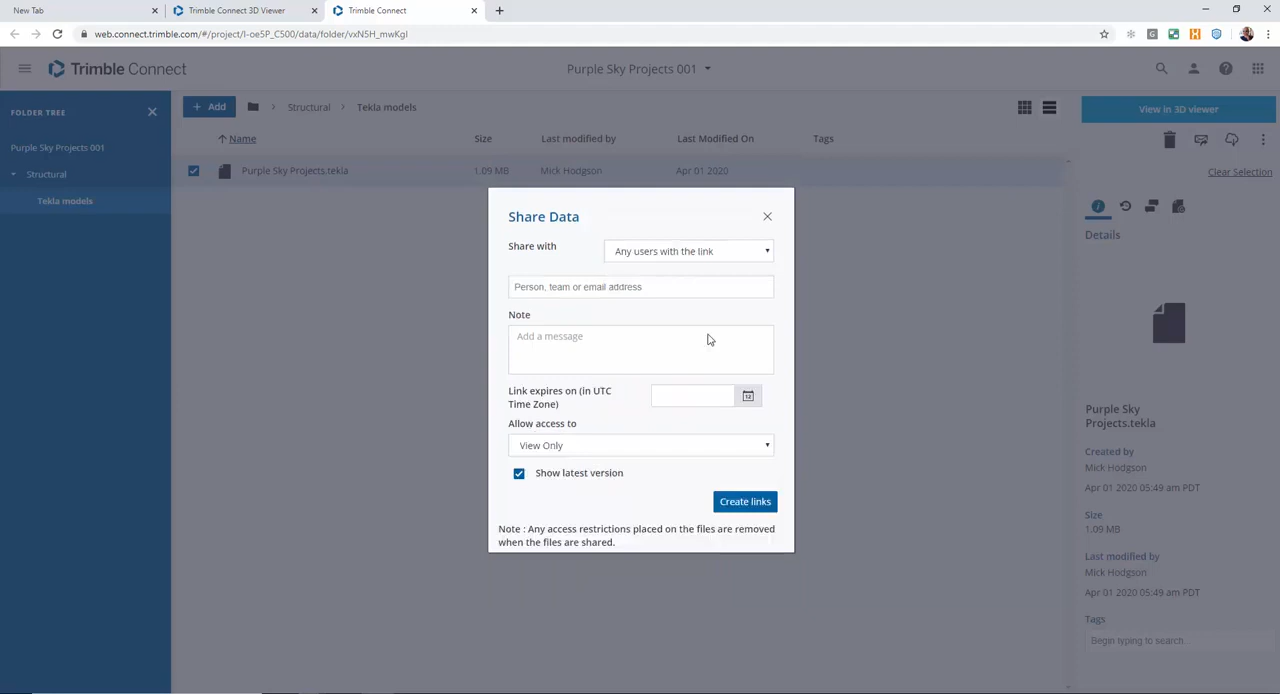 New Tab
Trimble Connect 3D Viewer
Trimble Connect
web.connect.trimble.com/#/project/l-oe5P_C500/data/folder/vxN5H_mwKgI
Trimble Connect
Purple Sky Projects 001
FOLDER TREE
Purple Sky Projects 001
Structural
Tekla models
+ Add
Structural
Tekla models
Name
Size
Last modified by
Last Modified On
Tags
Purple Sky Projects.tekla
1.09 MB
Mick Hodgson
Apr 01 2020
View in 3D viewer
Clear Selection
Details
Purple Sky
Projects.tekla
Created by
Mick Hodgson
Apr 01 2020 05:49 am PDT
Size
1.09 MB
Last modified by
Mick Hodgson
Apr 01 2020 05:49 am PDT
Tags
Begin typing to search...
Share Data
Share with
Any users with the link
Person, team or email address
Note
Add a message
Link expires on (in UTC
Time Zone)
Allow access to
View Only
Show latest version
Create links
Note : Any access restrictions placed on the files are removed
when the files are shared.